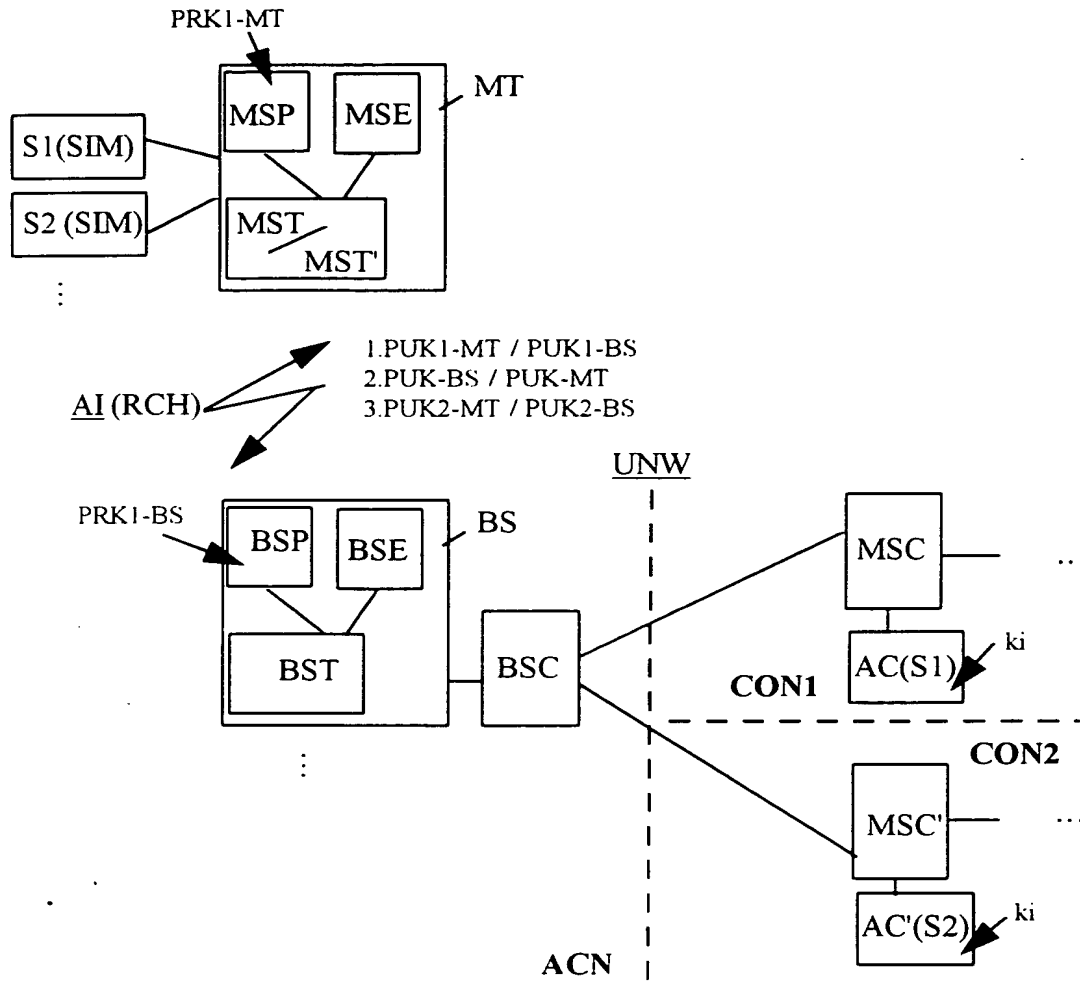 PRK1-MT
MT
MSP
MSE
S1(SIM)
S2 (SIM)
MST
MST'
⋮
1.PUK1-MT / PUK1-BS
2.PUK-BS / PUK-MT
3.PUK2-MT / PUK2-BS
AI (RCH)
UNW
PRK1-BS
BS
BSP
BSE
MSC
...
BST
BSC
ki
AC(S1)
CON1
CON2
⋮
MSC'
...
ki
AC'(S2)
ACN